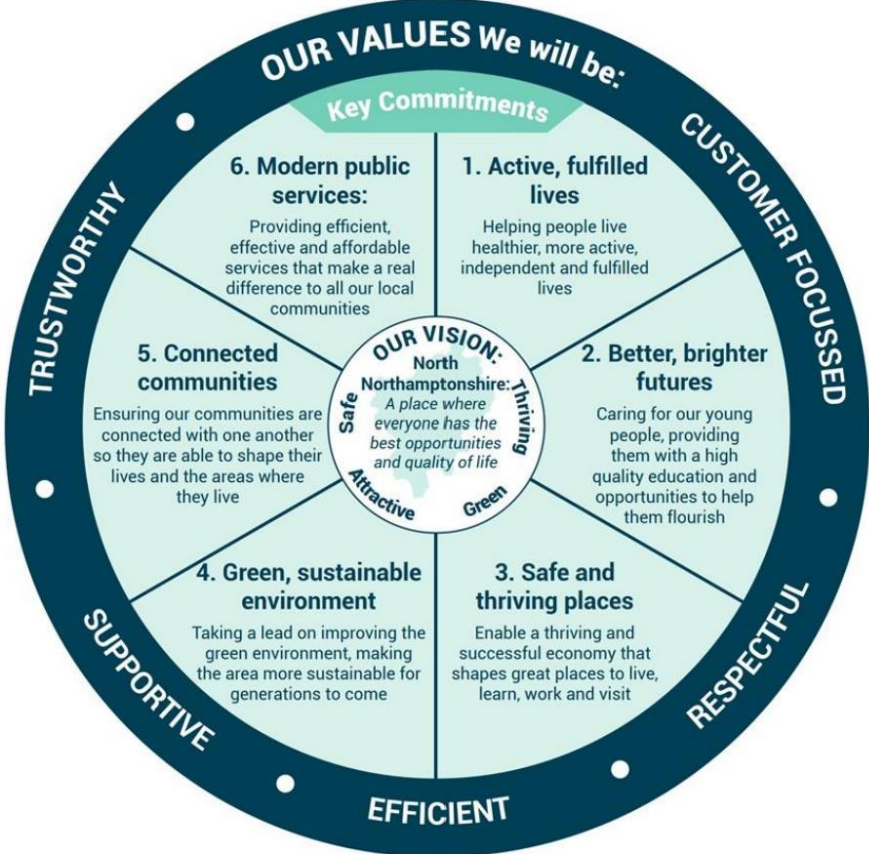 OUR VALUES We will be:
CUSTOMER FOCUSSED
RESPECTFUL
EFFICIENT
SUPPORTIVE
TRUSTWORTHY
Key Commitments
1. Active, fulfilled
lives
Helping people live
healthier, more active,
independent and fulfilled
lives
2. Better, brighter
futures
Caring for our young
people, providing
them with a high
quality education and
opportunities to help
them flourish
3. Safe and
thriving places
Enable a thriving and
successful economy that
shapes great places to live,
learn, work and visit
4. Green, sustainable
environment
Taking a lead on improving the
green environment, making
the area more sustainable for
generations to come
5. Connected
communities
Ensuring our communities are
connected with one another
so they are able to shape their
lives and the areas where
they live
6. Modern public
services:
Providing efficient,
effective and affordable
services that make a real
difference to all our local
communities
OUR VISION:
North
Northamptonshire:
A place where
everyone has the
best opportunities
and quality of life
Safe
Thriving
Attractive
Green